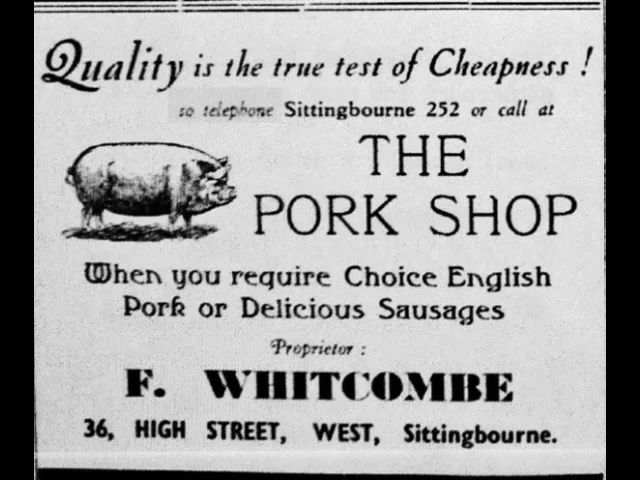 Quality is the true test of Cheapness !
so telephone Sittingbourne 252 or call at
THE
PORK SHOP
When you require Choice English
Pork or Delicious Sausages
Proprietor :
F. WHITCOMBE
36, HIGH STREET, WEST, Sittingbourne.